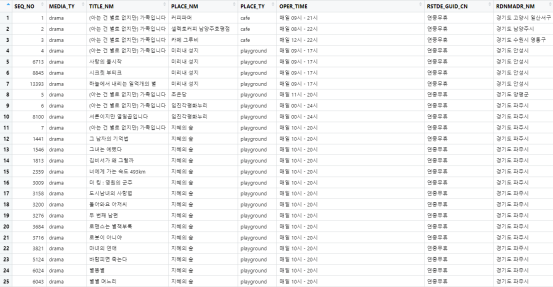 SEQ_NO MEDIA_TY TITLE_NM PLACE_NM PLACE_TY OPER_TIME RSTDE_GUID_CN RDNMADR_NM
1 1 drama (아는 건 별로 없지만) 가족입니다 커피페퍼 cafe 매일 09시 - 21시 연중무휴 경기도 고양시 일산서구
2 2 drama (아는 건 별로 없지만) 가족입니다 셀렉토커피 남양주호평점 cafe 매일 08시 - 22시 연중무휴 경기도 남양주시
3 3 drama (아는 건 별로 없지만) 가족입니다 카페 그루비 cafe 매일 12시 - 22시 연중무휴 경기도 수원시 영통구
4 4 drama (아는 건 별로 없지만) 가족입니다 미리내 성지 playground 매일 09시 - 17시 연중무휴 경기도 안성시
5 6713 drama 사랑의 불시착 미리내 성지 playground 매일 09시 - 17시 연중무휴 경기도 안성시
6 8845 drama 시크릿 부티크 미리내 성지 playground 매일 09시 - 17시 연중무휴 경기도 안성시
7 13393 drama 하늘에서 내리는 일억개의 별 미리내 성지 playground 매일 09시 - 17시 연중무휴 경기도 안성시
8 5 drama (아는 건 별로 없지만) 가족입니다 playground 매일 11시 - 20시 연중무휴 경기도 양평군
9 6 drama (아는 건 별로 없지만) 가족입니다 임진각평화누리 playground 매일 00시 - 24시 연중무휴 경기도 파주시
10 8100 drama 서른이지만 열일곱입니다 임진각평화누리 playground 매일 00시 - 24시 연중무휴 경기도 파주시
11 7 drama (아는 건 별로 없지만) 가족입니다 지혜의 숲 playground 매일 10시 - 20시 연중무휴 경기도 파주시
12 1441 drama 그 남자의 기억법 지혜의 숲 playground 매일 10시 - 20시 연중무휴 경기도 파주시
13 1546 drama 그녀는 예뻤다 지혜의 숲 playground 매일 10시 - 20시 연중무휴 경기도 파주시
14 1813 drama 김비서가 왜 그럴까 지혜의 숲 playground 매일 10시 - 20시 연중무휴 경기도 파주시
15 2359 drama 너에게 가는 속도 493km 지혜의 숲 playground 매일 10시 - 20시 연중무휴 경기도 파주시
16 3009 drama 더 킹 : 영원의 군주 지혜의 숲 playground 매일 10시 - 20시 연중무휴 경기도 파주시
17 3158 drama 도시남녀의 사랑법 지혜의 숲 playground 매일 10시 - 20시 연중무휴 경기도 파주시
18 3200 drama 돌아와요 아저씨 지혜의 숲 playground 매일 10시 - 20시 연중무휴 경기도 파주시
19 3276 drama 두 번째 남편 지혜의 숲 playground 매일 10시 - 20시 연중무휴 경기도 파주시
20 3664 drama 로맨스는 별책부록 지혜의 숲 playground 매일 10시 - 20시 연중무휴 경기도 파주시
21 3716 drama 로봇이 아니야 지혜의 숲 playground 매일 10시 - 20시 연중무휴 경기도 파주시
22 3821 drama 마녀의 연애 지혜의 숲 playground 매일 10시 - 20시 연중무휴 경기도 파주시
23 5124 drama 바람피면 죽는다 지혜의 숲 playground 매일 10시 - 20시 연중무휴 경기도 파주시
24 6024 drama 별별별 지혜의 숲 playground 매일 10시 - 20시 연중무휴 경기도 파주시
25 6043 drama 별별 며느리 지혜의 숲 playground 매일 10시 - 20시 연중무휴 경기도 파주시